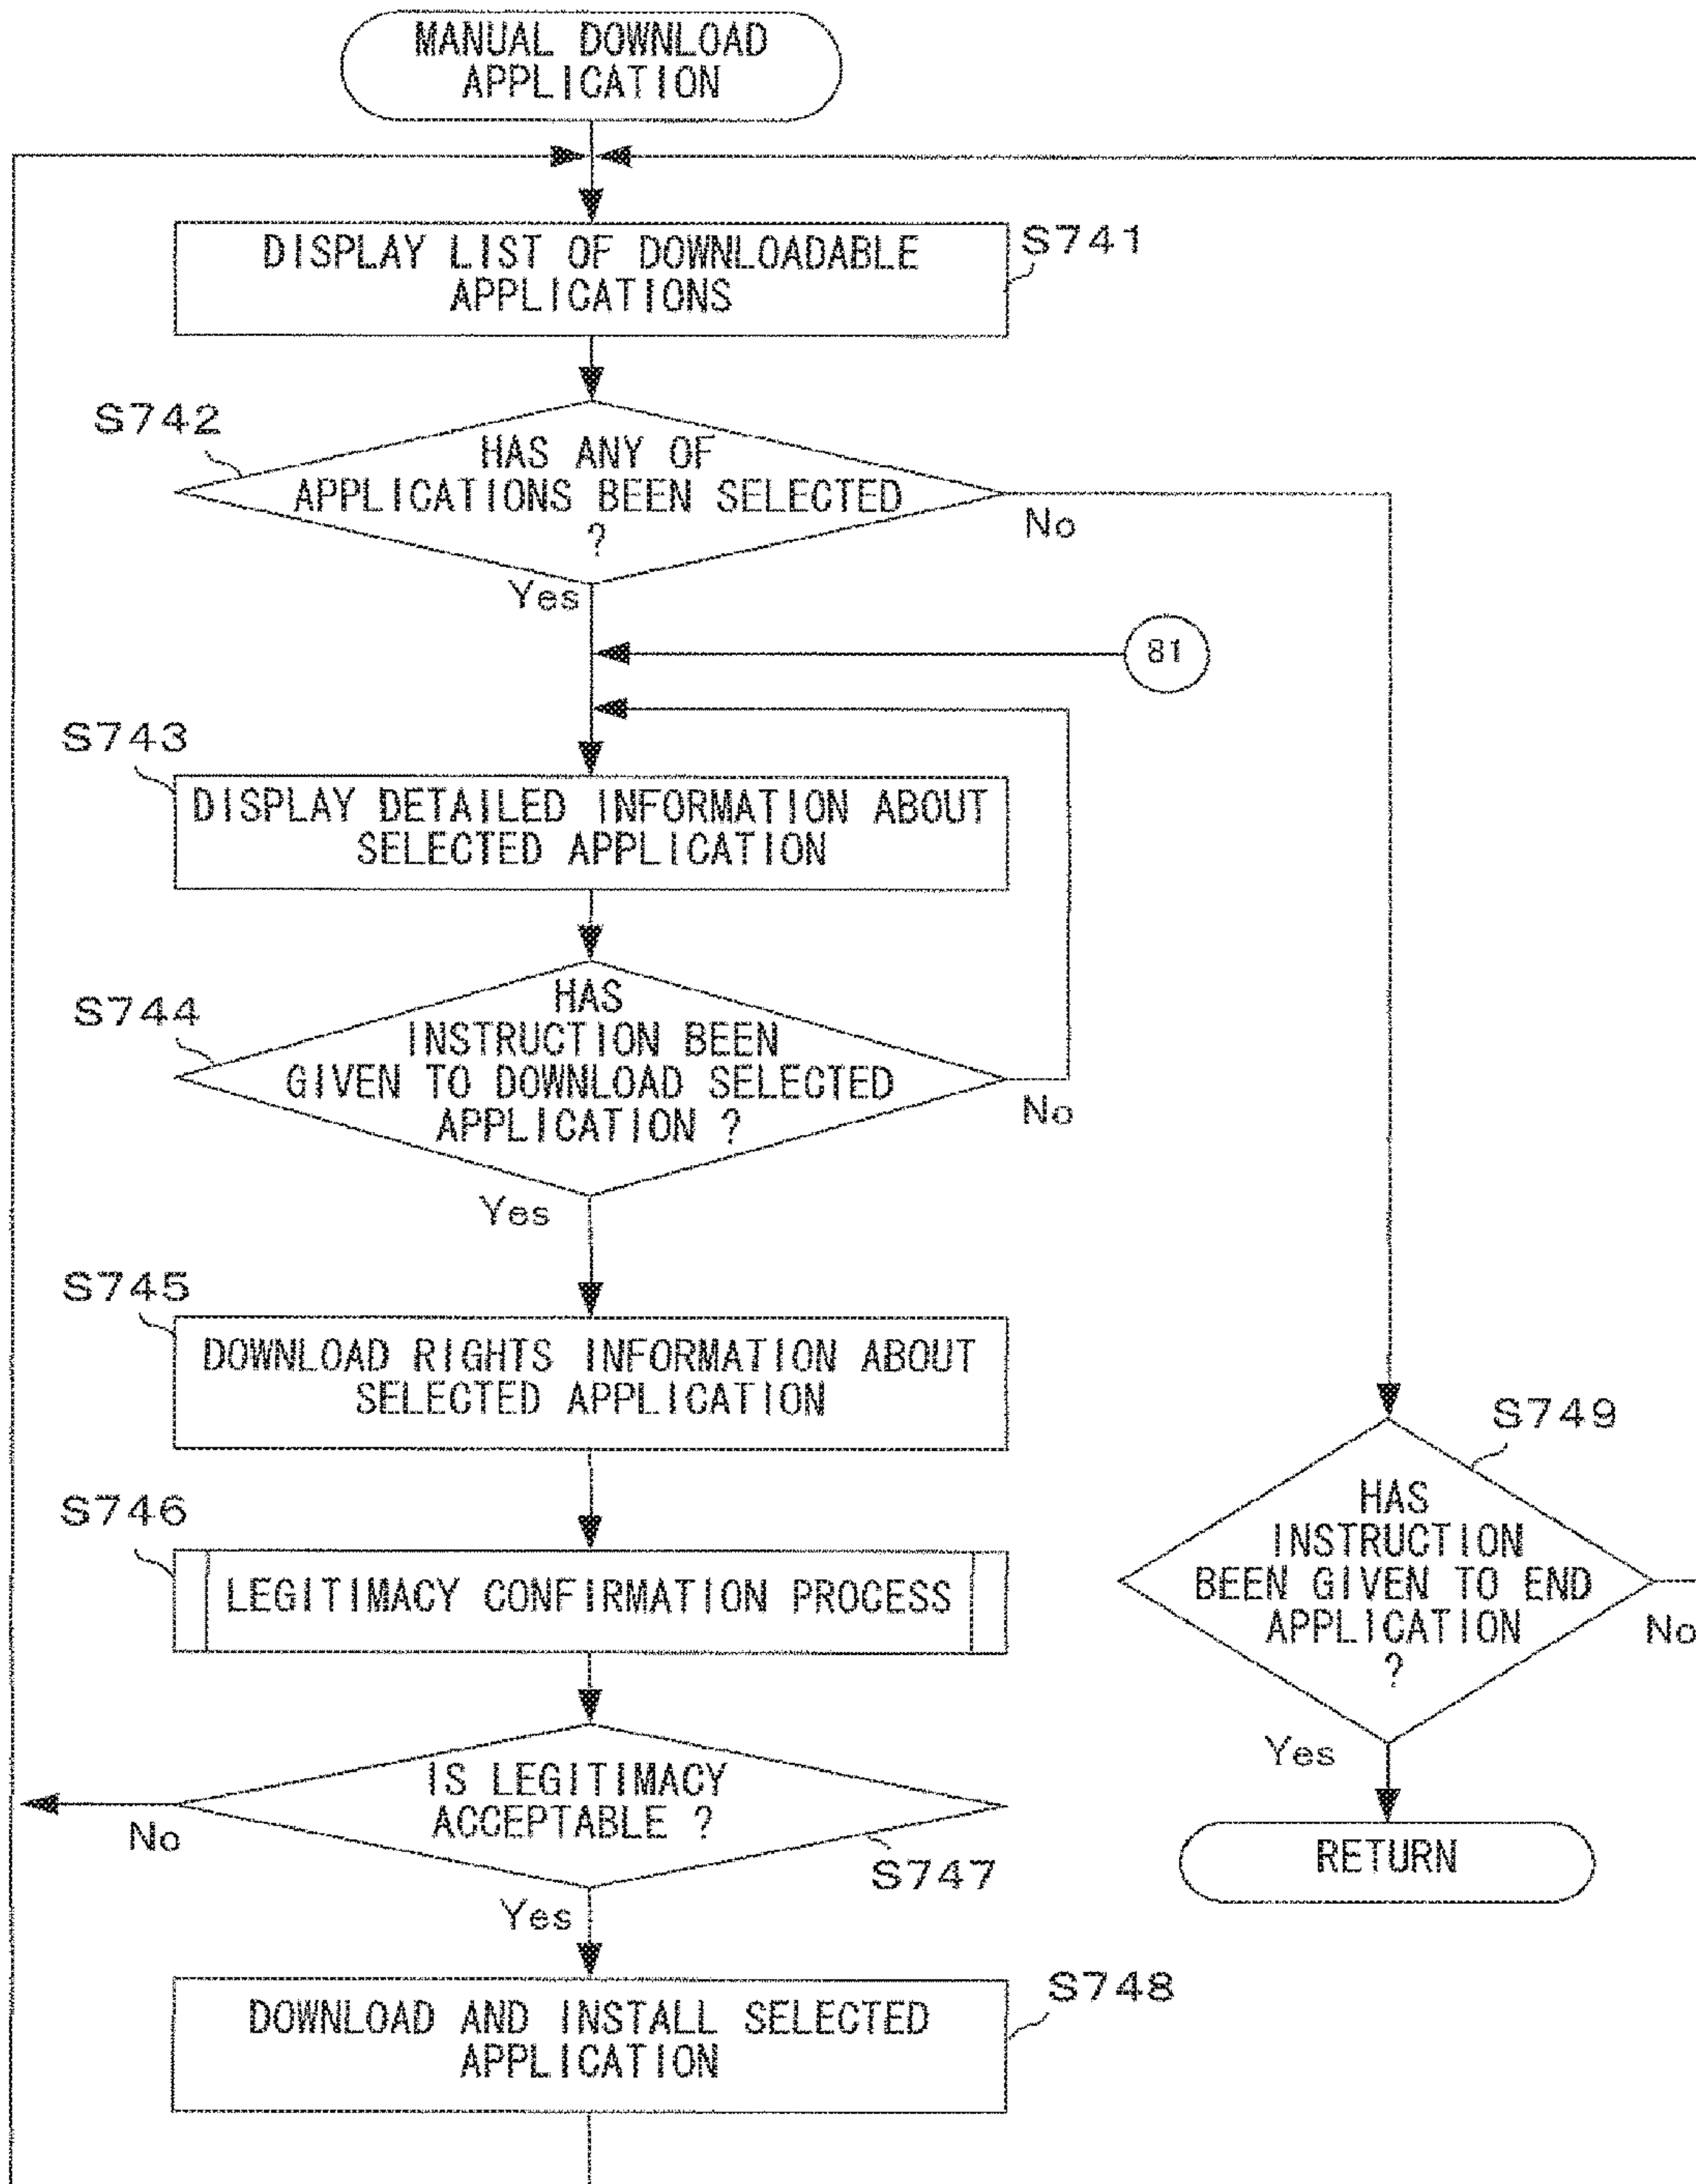 MANUAL DOWNLOAD
APPLICATION
DISPLAY LIST OF DOWNLOADABLE
APPLICATIONS
S741
S742
HAS ANY OF
APPLICATIONS BEEN SELECTED
?
No
Yes
81
S743
DISPLAY DETAILED INFORMATION ABOUT
SELECTED APPLICATION
S744
HAS
INSTRUCTION BEEN
GIVEN TO DOWNLOAD SELECTED
APPLICATION ?
No
Yes
S745
DOWNLOAD RIGHTS INFORMATION ABOUT
SELECTED APPLICATION
S746
LEGITIMACY CONFIRMATION PROCESS
IS LEGITIMACY
ACCEPTABLE ?
No
S747
Yes
S748
DOWNLOAD AND INSTALL SELECTED
APPLICATION
S749
HAS
INSTRUCTION
BEEN GIVEN TO END
APPLICATION
?
No
Yes
RETURN